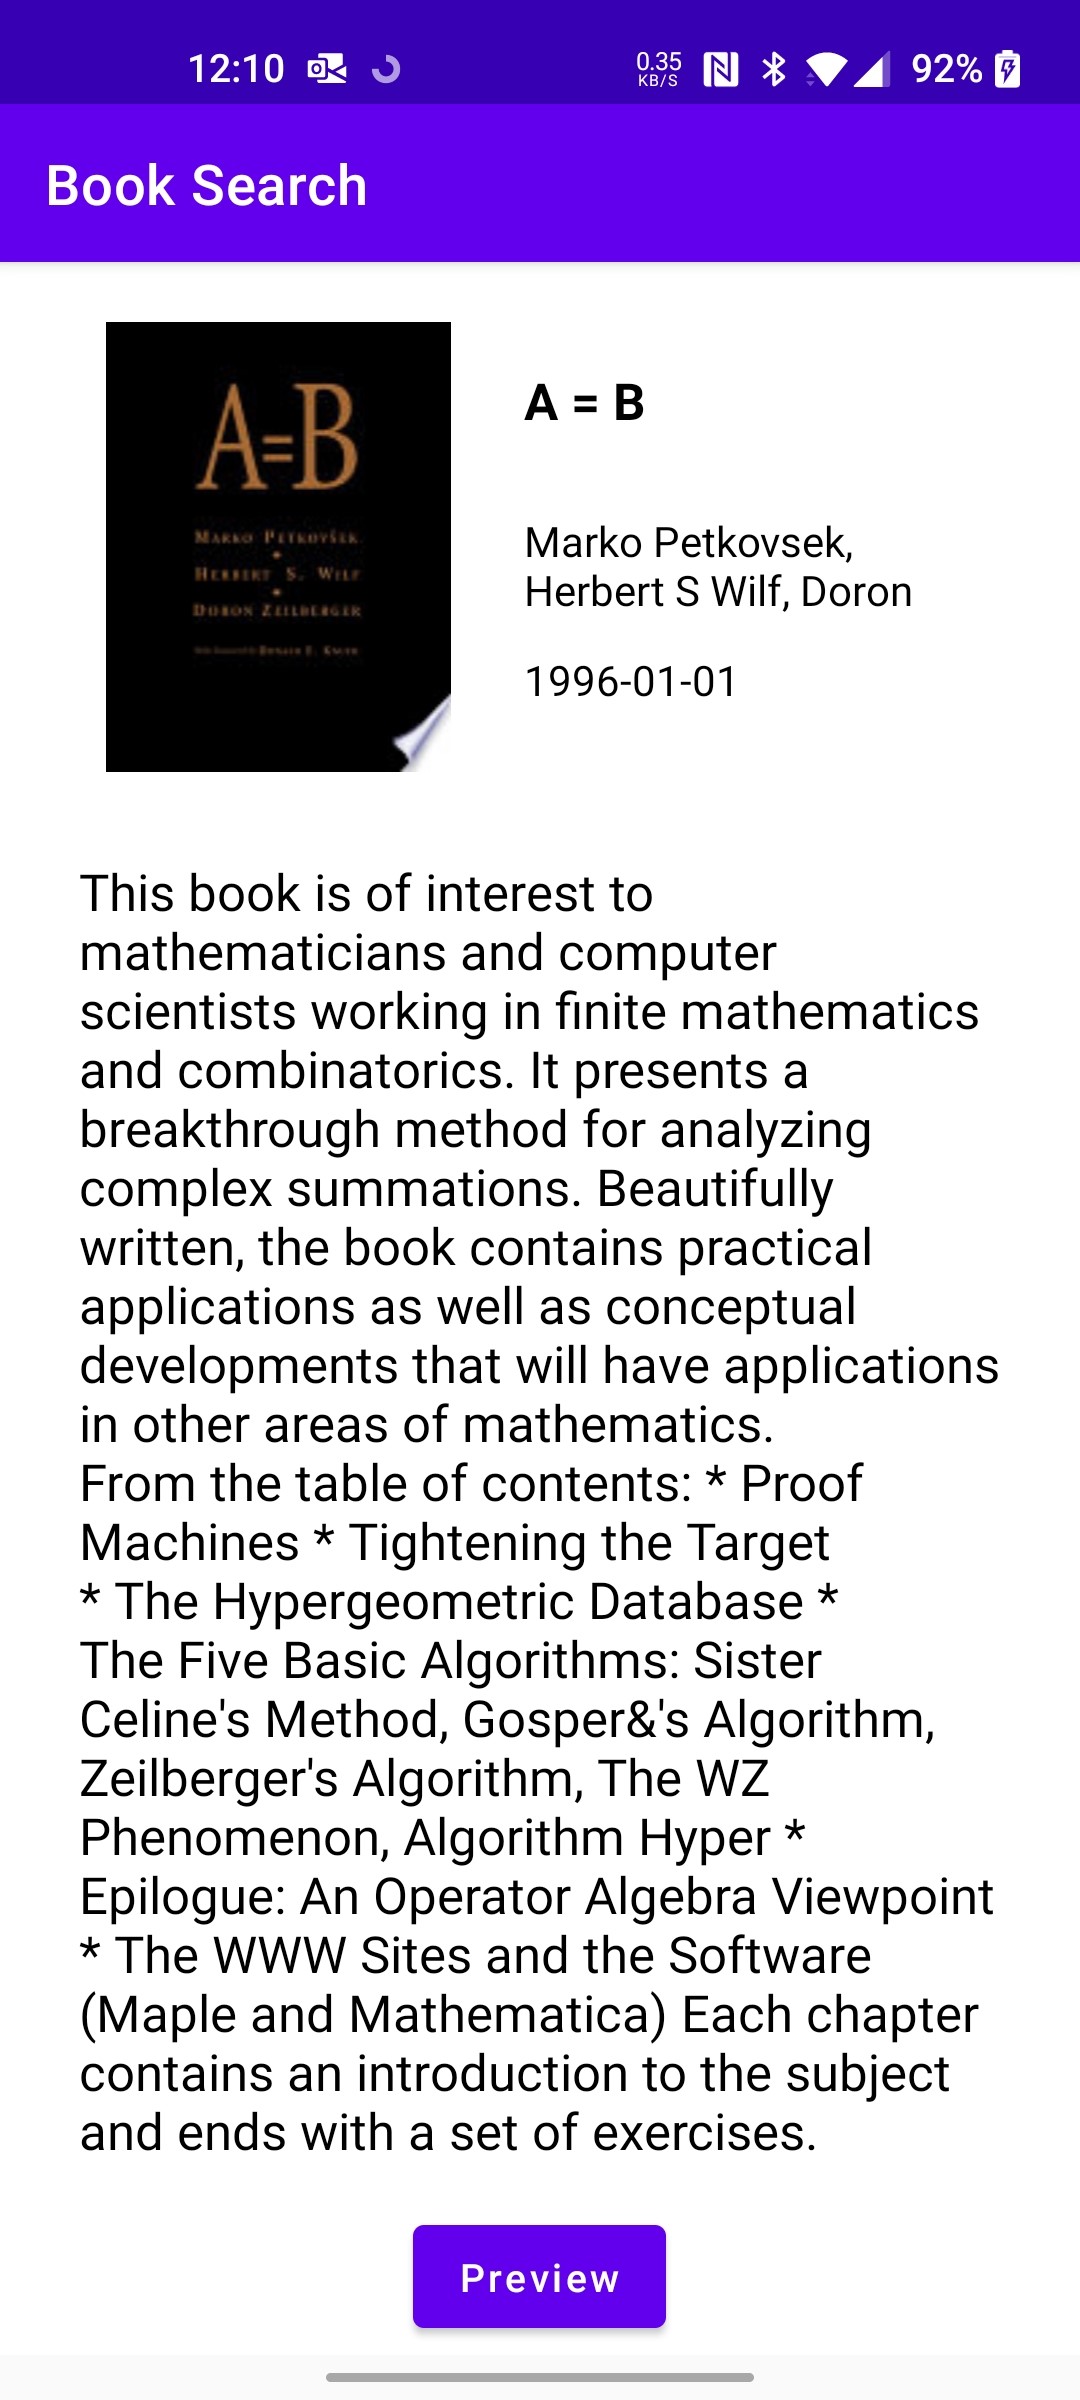 12:10
0.35
KB/S
92%
Book Search
A=B
MARKO PETKOVŠEK
HERBERT S. WILF
DORON ZEILBERGER
A = B
Marko Petkovsek,
Herbert S Wilf, Doron
1996-01-01
This book is of interest to
mathematicians and computer
scientists working in finite mathematics
and combinatorics. It presents a
breakthrough method for analyzing
complex summations. Beautifully
written, the book contains practical
applications as well as conceptual
developments that will have applications
in other areas of mathematics.
From the table of contents: * Proof
Machines * Tightening the Target
* The Hypergeometric Database *
The Five Basic Algorithms: Sister
Celine's Method, Gosper&'s Algorithm,
Zeilberger's Algorithm, The WZ
Phenomenon, Algorithm Hyper *
Epilogue: An Operator Algebra Viewpoint
* The WWW Sites and the Software
(Maple and Mathematica) Each chapter
contains an introduction to the subject
and ends with a set of exercises.
Preview